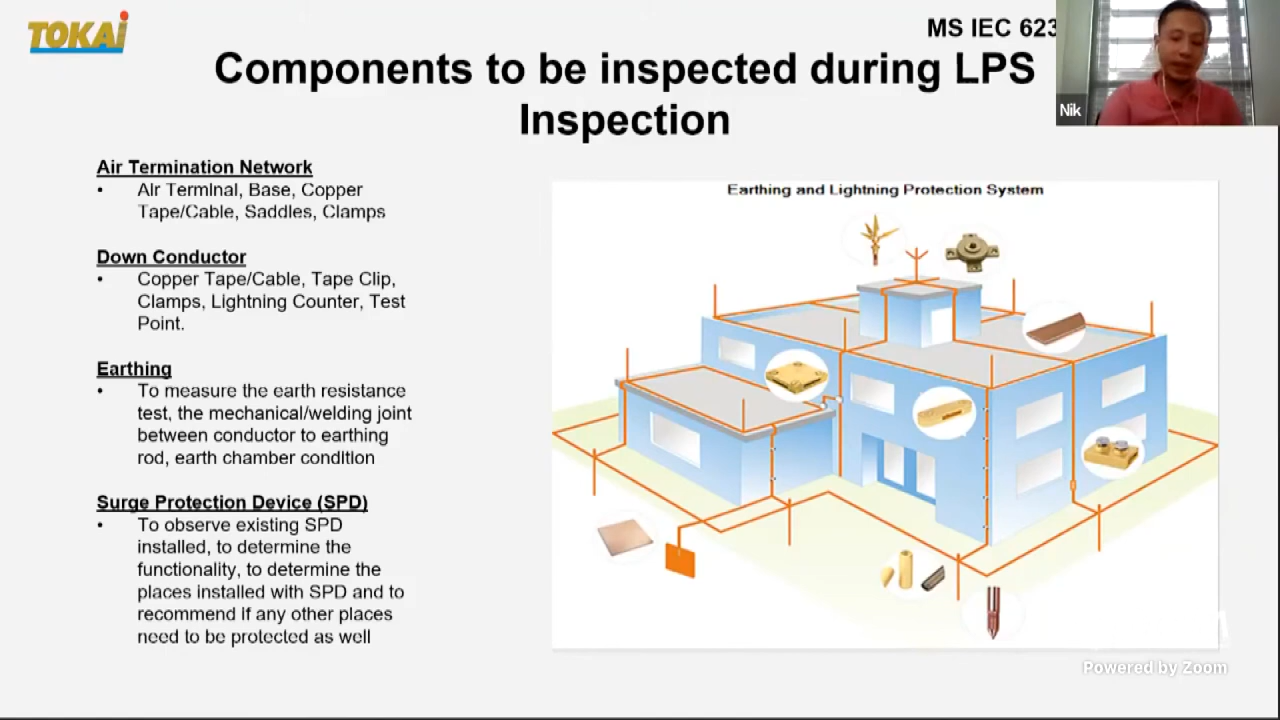 TOKAi
MS IEC 623
Components to be inspected during LPS
Inspection
Nik
Air Termination Network
• Air Terminal, Base, Copper
Tape/Cable, Saddles, Clamps
Down Conductor
• Copper Tape/Cable, Tape Clip,
Clamps, Lightning Counter, Test
Point.
Earthing
• To measure the earth resistance
test, the mechanical/welding joint
between conductor to earthing
rod, earth chamber condition
Surge Protection Device (SPD)
• To observe existing SPD
installed, to determine the
functionality, to determine the
places installed with SPD and to
recommend if any other places
need to be protected as well
Earthing and Lightning Protection System
Powered by Zoom